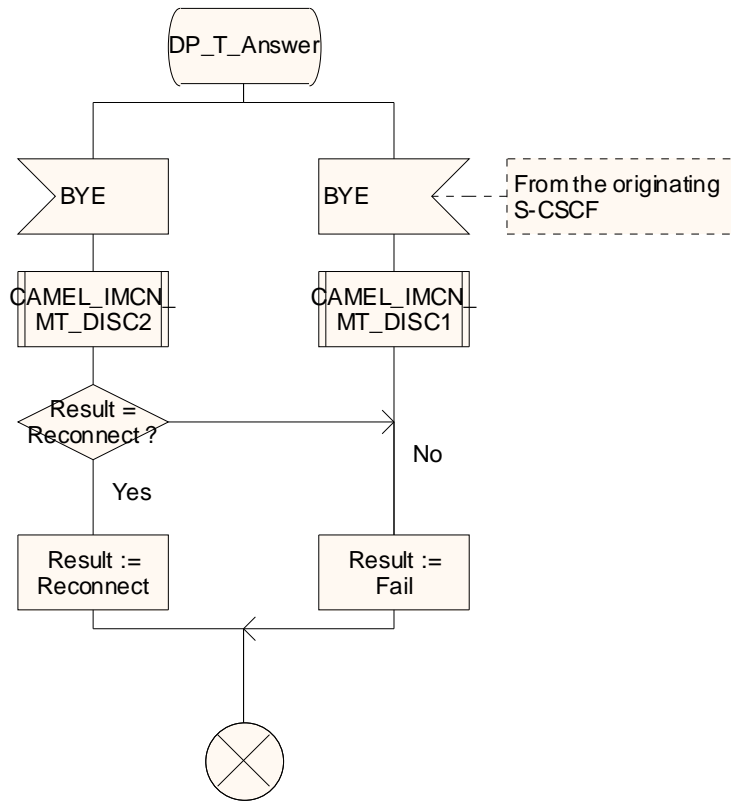 DP_T_Answer
BYE
BYE
From the originating
S-CSCF
CAMEL_IMCN_
MT_DISC2
CAMEL_IMCN_
MT_DISC1
Result =
Reconnect ?
No
Yes
Result :=
Reconnect
Result :=
Fail